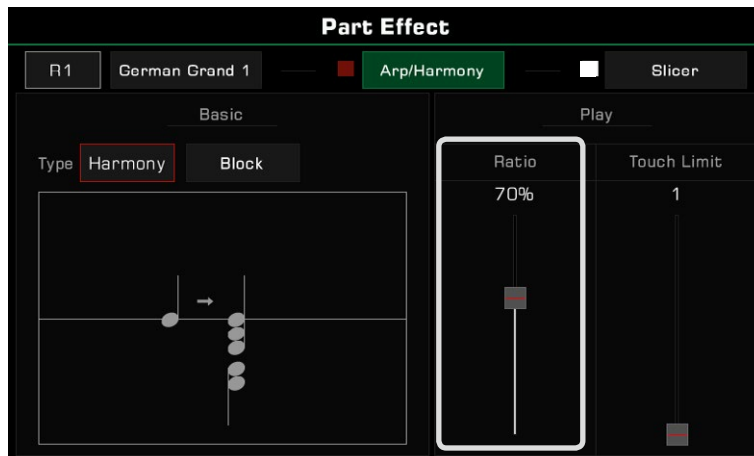 Part Effect
R1 German Grand 1 Arp/Harmony Slicer
Basic
Play
Type Harmony Block
Ratio
Touch Limit
70%
1